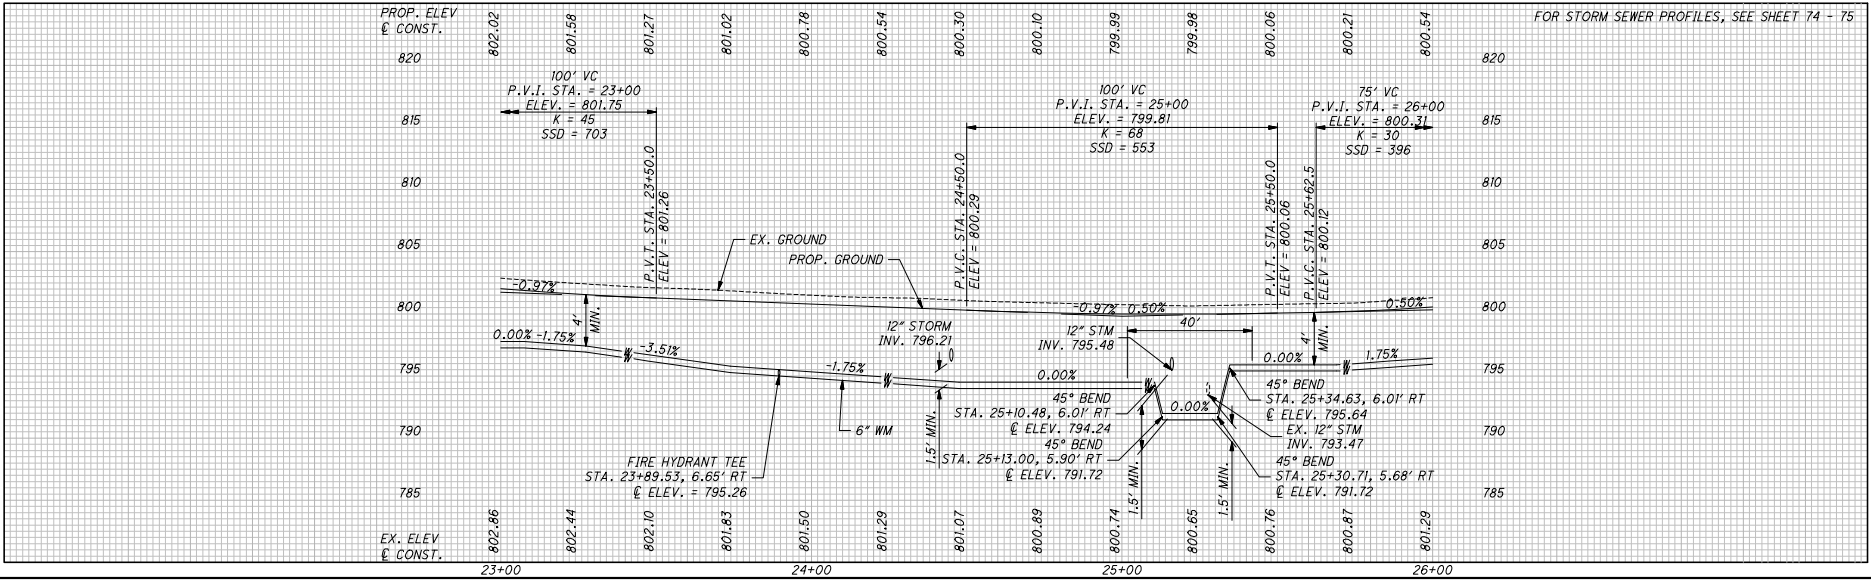 PROP. ELEV
℄ CONST.
802.02
801.58
801.27
801.02
800.78
800.54
800.30
800.10
799.99
799.98
800.06
800.21
800.54
FOR STORM SEWER PROFILES, SEE SHEET 74 - 75
820
820
100' VC
P.V.I. STA. = 23+00
ELEV. = 801.75
K = 45
SSD = 703
100' VC
P.V.I. STA. = 25+00
ELEV. = 799.81
K = 68
SSD = 553
75' VC
P.V.I. STA. = 26+00
ELEV. = 800.31
K = 30
SSD = 396
815
815
810
810
P.V.T. STA. 23+50.0
ELEV = 801.26
P.V.C. STA. 24+50.0
ELEV = 800.29
P.V.T. STA. 25+50.0
ELEV = 800.06
P.V.C. STA. 25+62.5
ELEV = 800.12
805
805
EX. GROUND
PROP. GROUND
-0.97%
800
-0.97%
0.50%
0.50%
800
4'
MIN.
12" STORM
INV. 796.21
12" STM
INV. 795.48
40'
4'
MIN.
0.00%
-1.75%
-3.51%
-1.75%
0.00%
0.00%
1.75%
795
795
45° BEND
STA. 25+10.48, 6.01' RT
℄ ELEV. 794.24
0.00%
45° BEND
STA. 25+34.63, 6.01' RT
℄ ELEV. 795.64
790
6" WM
1.5' MIN.
EX. 12" STM
INV. 793.47
790
45° BEND
STA. 25+13.00, 5.90' RT
℄ ELEV. 791.72
1.5' MIN.
1.5' MIN.
45° BEND
STA. 25+30.71, 5.68' RT
℄ ELEV. 791.72
FIRE HYDRANT TEE
STA. 23+89.53, 6.65' RT
℄ ELEV. = 795.26
785
785
EX. ELEV
℄ CONST.
802.86
802.44
802.10
801.83
801.50
801.29
801.07
800.89
800.74
800.65
800.76
800.87
801.29
23+00
24+00
25+00
26+00